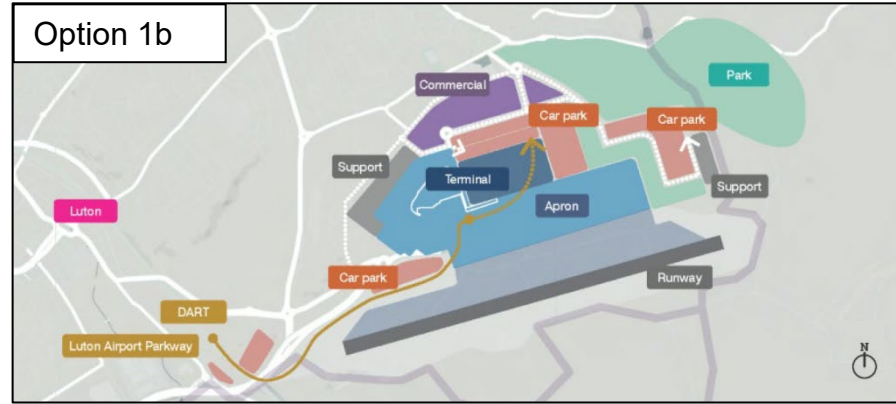 Option 1b
Park
Commercial
Car park
Car park
Support
Terminal
Support
Luton
Apron
Car park
Runway
DART
Luton Airport Parkway
N